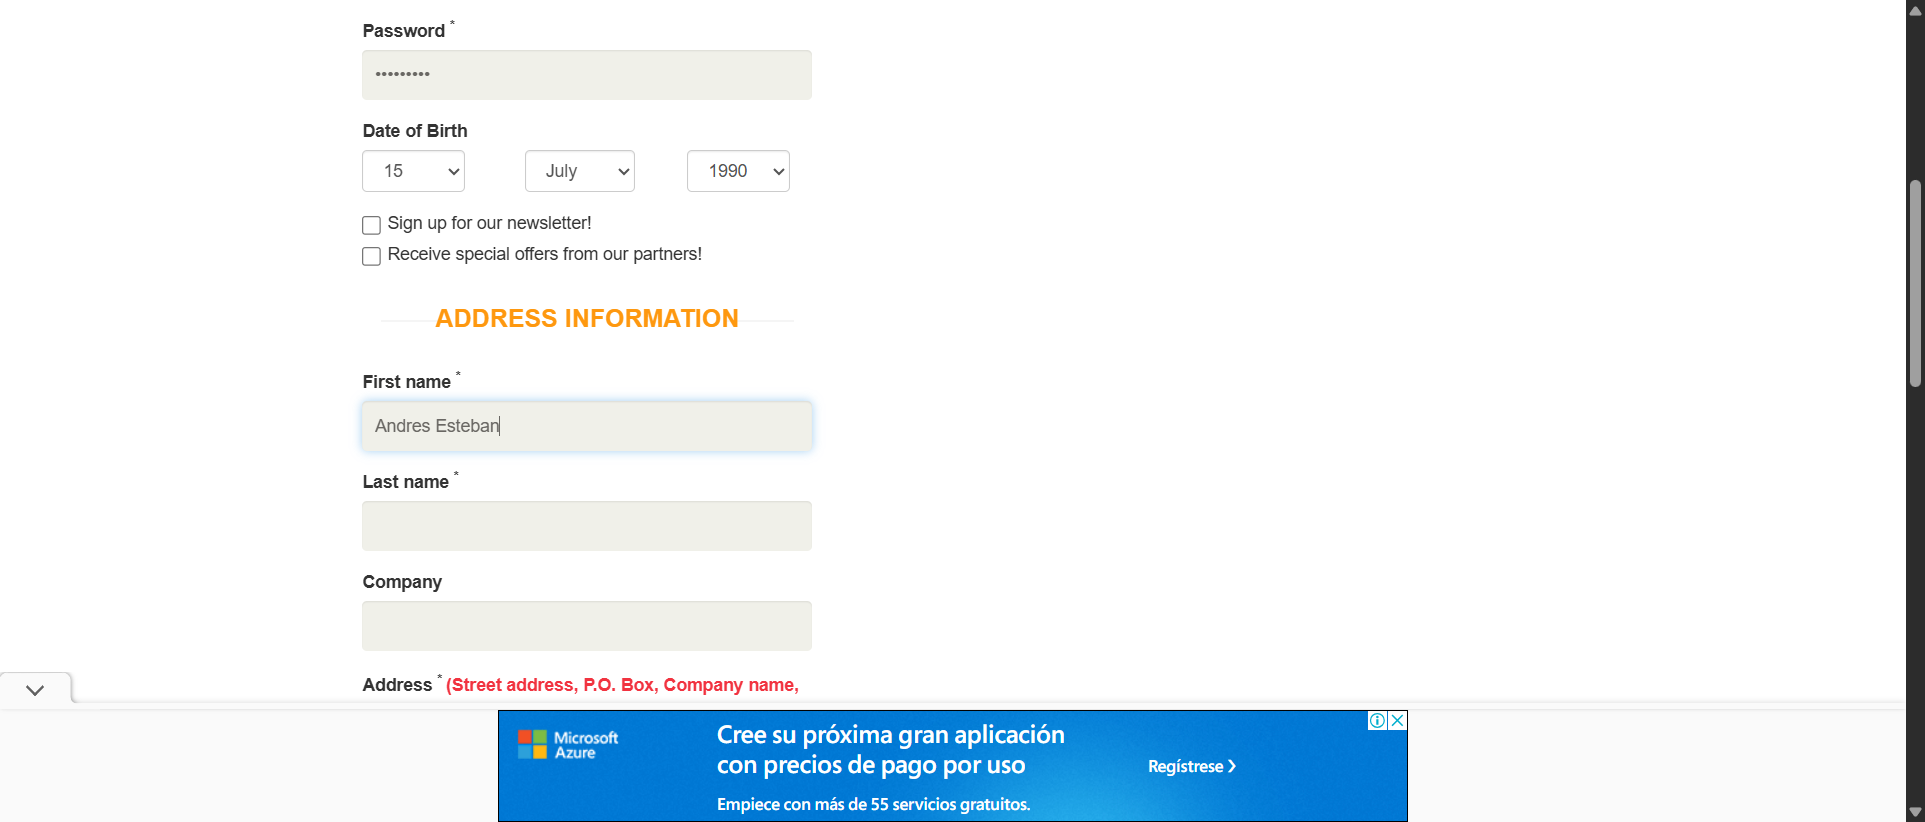 Password *
•••••••••
Date of Birth
15 July 1990
Sign up for our newsletter!
Receive special offers from our partners!
ADDRESS INFORMATION
First name *
Andres Esteban
Last name *
Company
Address * (Street address, P.O. Box, Company name,
Microsoft
Azure
Cree su próxima gran aplicación
con precios de pago por uso
Empiece con más de 55 servicios gratuitos.
Regístrese